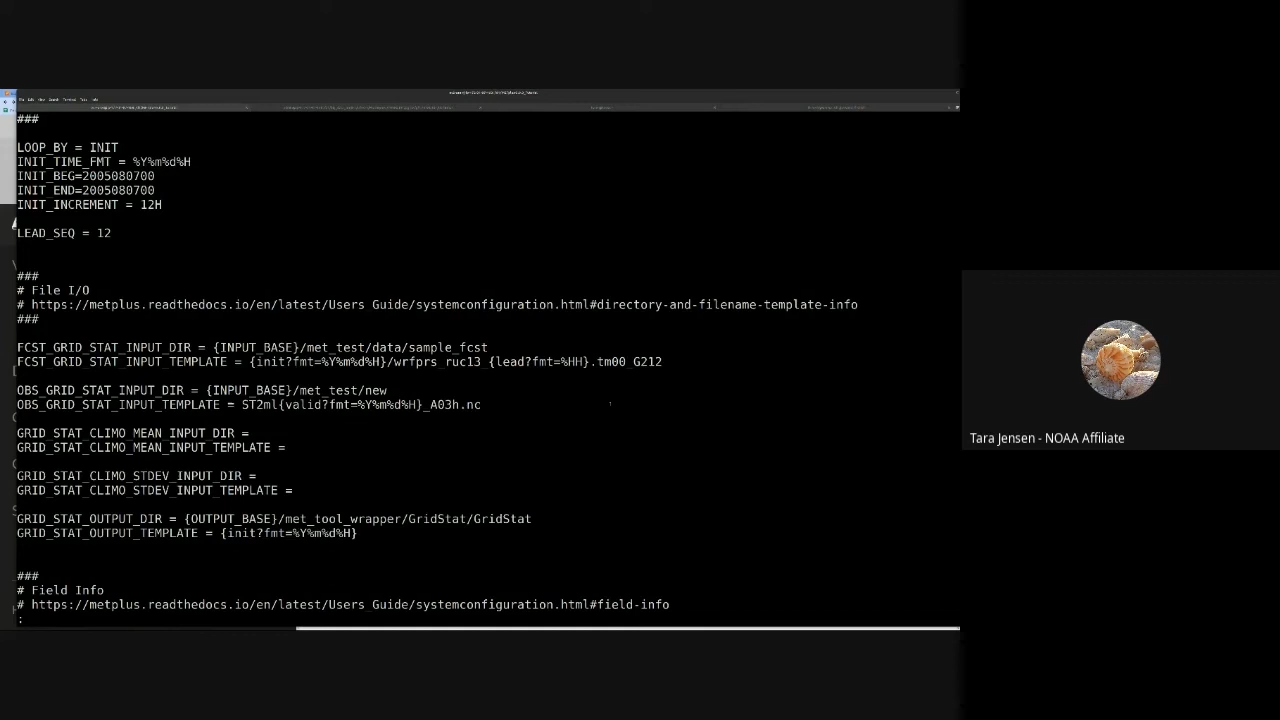 ###
LOOP_BY = INIT
INIT_TIME_FMT = %Y%m%d%H
INIT_BEG=2005080700
INIT_END=2005080700
INIT_INCREMENT = 12H
LEAD_SEQ = 12
###
# File I/O
# https://metplus.readthedocs.io/en/latest/Users_Guide/systemconfiguration.html#directory-and-filename-template-info
###
FCST_GRID_STAT_INPUT_DIR = {INPUT_BASE}/met_test/data/sample_fcst
FCST_GRID_STAT_INPUT_TEMPLATE = {init?fmt=%Y%m%d%H}/wrfprs_ruc13_{lead?fmt=%HH}.tm00_G212
OBS_GRID_STAT_INPUT_DIR = {INPUT_BASE}/met_test/new
OBS_GRID_STAT_INPUT_TEMPLATE = ST2ml{valid?fmt=%Y%m%d%H}_A03h.nc
GRID_STAT_CLIMO_MEAN_INPUT_DIR =
GRID_STAT_CLIMO_MEAN_INPUT_TEMPLATE =
GRID_STAT_CLIMO_STDEV_INPUT_DIR =
GRID_STAT_CLIMO_STDEV_INPUT_TEMPLATE =
GRID_STAT_OUTPUT_DIR = {OUTPUT_BASE}/met_tool_wrapper/GridStat/GridStat
GRID_STAT_OUTPUT_TEMPLATE = {init?fmt=%Y%m%d%H}
###
# Field Info
# https://metplus.readthedocs.io/en/latest/Users_Guide/systemconfiguration.html#field-info
:
Tara Jensen - NOAA Affiliate